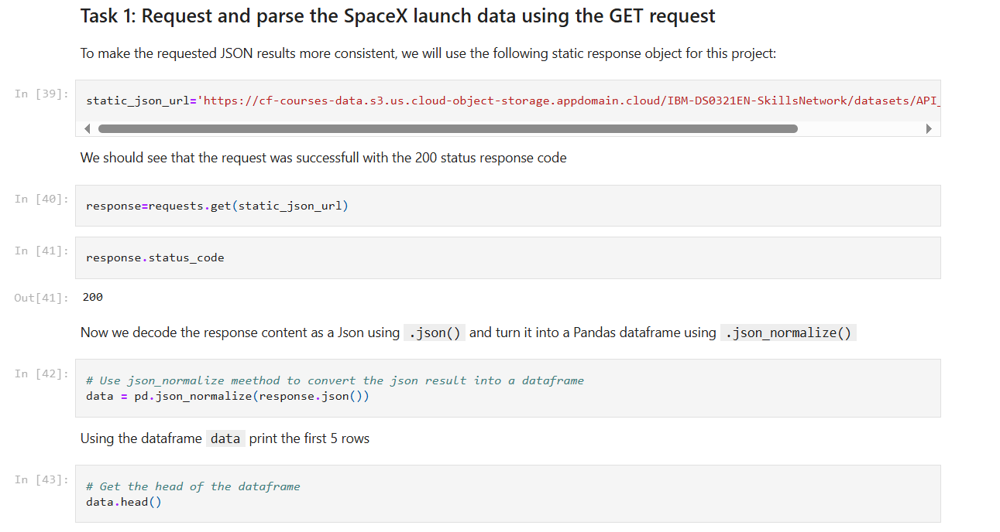 Task 1: Request and parse the SpaceX launch data using the GET request
To make the requested JSON results more consistent, we will use the following static response object for this project:
In [39]: static_json_url='https://cf-courses-data.s3.us.cloud-object-storage.appdomain.cloud/IBM-DS0321EN-SkillsNetwork/datasets/API_
We should see that the request was successfull with the 200 status response code
In [40]: response=requests.get(static_json_url)
In [41]: response.status_code
Out[41]: 200
Now we decode the response content as a Json using .json() and turn it into a Pandas dataframe using .json_normalize()
In [42]: # Use json_normalize meethod to convert the json result into a dataframe
data = pd.json_normalize(response.json())
Using the dataframe data print the first 5 rows
In [43]: # Get the head of the dataframe
data.head()